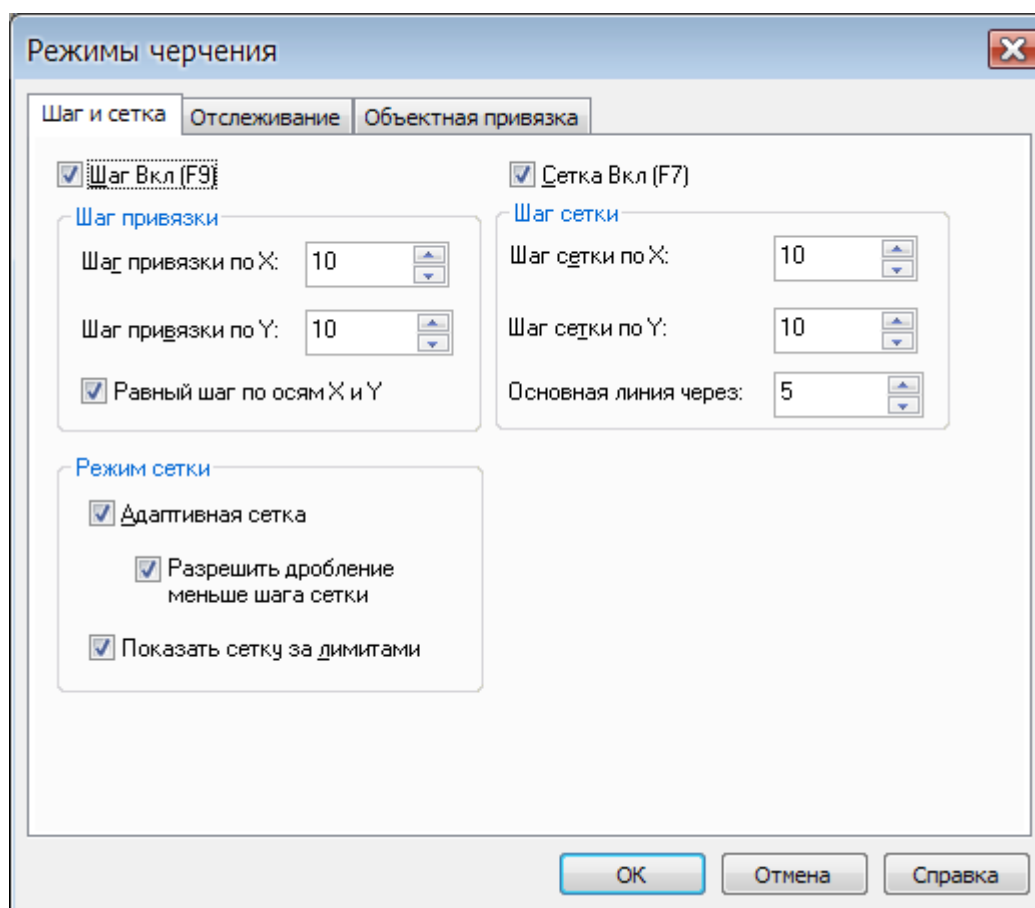 Режимы черчения
Шаг и сетка
Отслеживание
Объектная привязка
Шаг Вкл (F9)
Шаг привязки
Шаг привязки по X:
10
Шаг привязки по Y:
10
Равный шаг по осям X и Y
Сетка Вкл (F7)
Шаг сетки
Шаг сетки по X:
10
Шаг сетки по Y:
10
Основная линия через:
5
Режим сетки
Адаптивная сетка
Разрешить дробление
меньше шага сетки
Показать сетку за лимитами
OK
Отмена
Справка